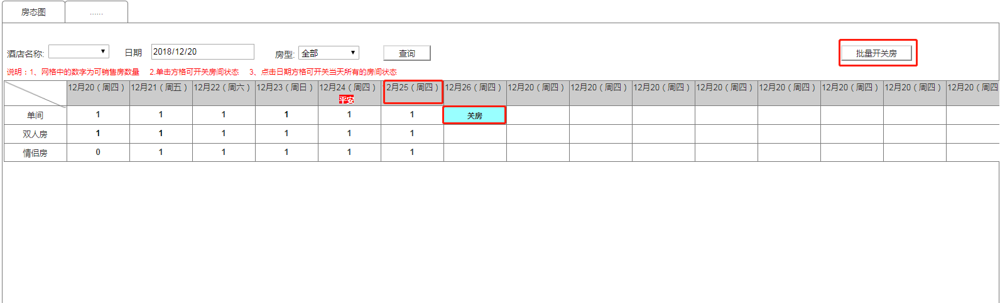 房态图 ......
酒店名称: 日期 2018/12/20 房型: 全部 查询 批量开关房
说明：1、网格中的数字为可销售房数量 2.单击方格可开关房间状态 3、点击日期方格可开关当天所有的房间状态
12月20（周四） 12月21（周五） 12月22（周六） 12月23（周日） 12月24（周四） 2月25（周四） 12月26（周四） 12月20（周四） 12月20（周四） 12月20（周四） 12月20（周四） 12月20（周四） 12月20（周四） 12月20（周四） 12月20（周四
平安
单间 1 1 1 1 1 1 关房
双人房 1 1 1 1 1 1
情侣房 0 1 1 1 1 1